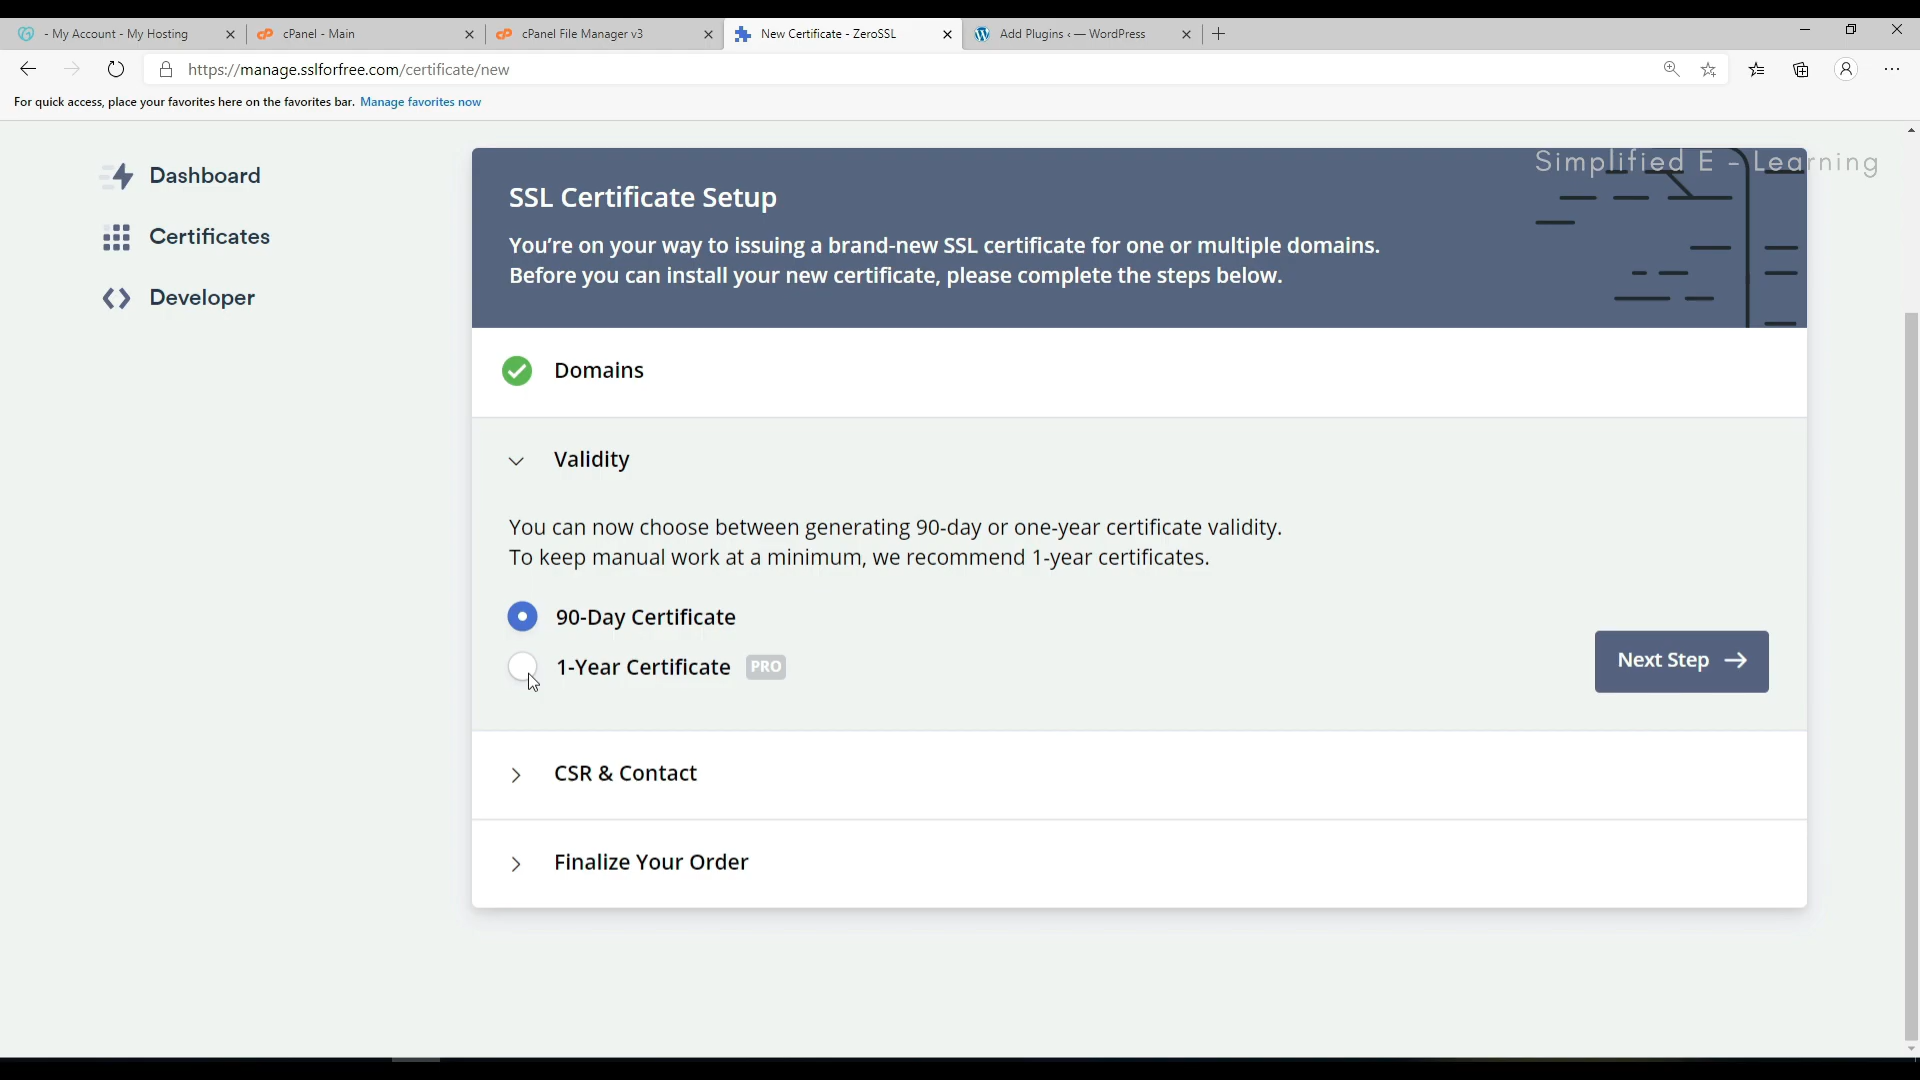 - My Account - My Hosting
cPanel - Main
cPanel File Manager v3
New Certificate - ZeroSSL
Add Plugins ‹ — WordPress
https://manage.sslforfree.com/certificate/new
For quick access, place your favorites here on the favorites bar. Manage favorites now
Simplified E - Learning
Dashboard
Certificates
Developer
SSL Certificate Setup
You're on your way to issuing a brand-new SSL certificate for one or multiple domains.
Before you can install your new certificate, please complete the steps below.
Domains
Validity
You can now choose between generating 90-day or one-year certificate validity.
To keep manual work at a minimum, we recommend 1-year certificates.
90-Day Certificate
1-Year Certificate PRO
Next Step →
CSR & Contact
Finalize Your Order